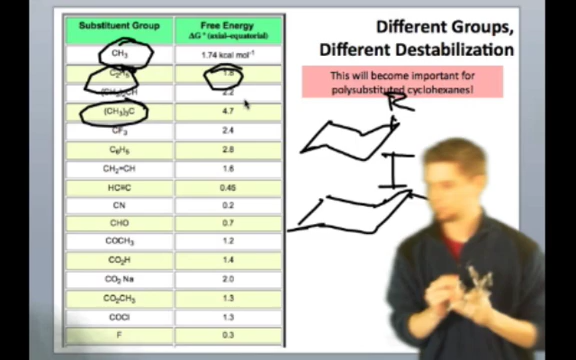 Different Groups,
Different Destabilization
This will become important for
polysubstituted cyclohexanes!
R
Substituent Group Free Energy
ΔG° (axial–equatorial)
CH₃ 1.74 kcal mol⁻¹
C₂H₅ 1.8
(CH₃)₂CH 2.2
(CH₃)₃C 4.7
CF₃ 2.4
C₆H₅ 2.8
CH₂=CH 1.6
HC≡C 0.45
CN 0.2
CHO 0.7
COCH₃ 1.2
CO₂H 1.4
CO₂ Na 2.0
CO₂CH₃ 1.3
COCl 1.3
F 0.3